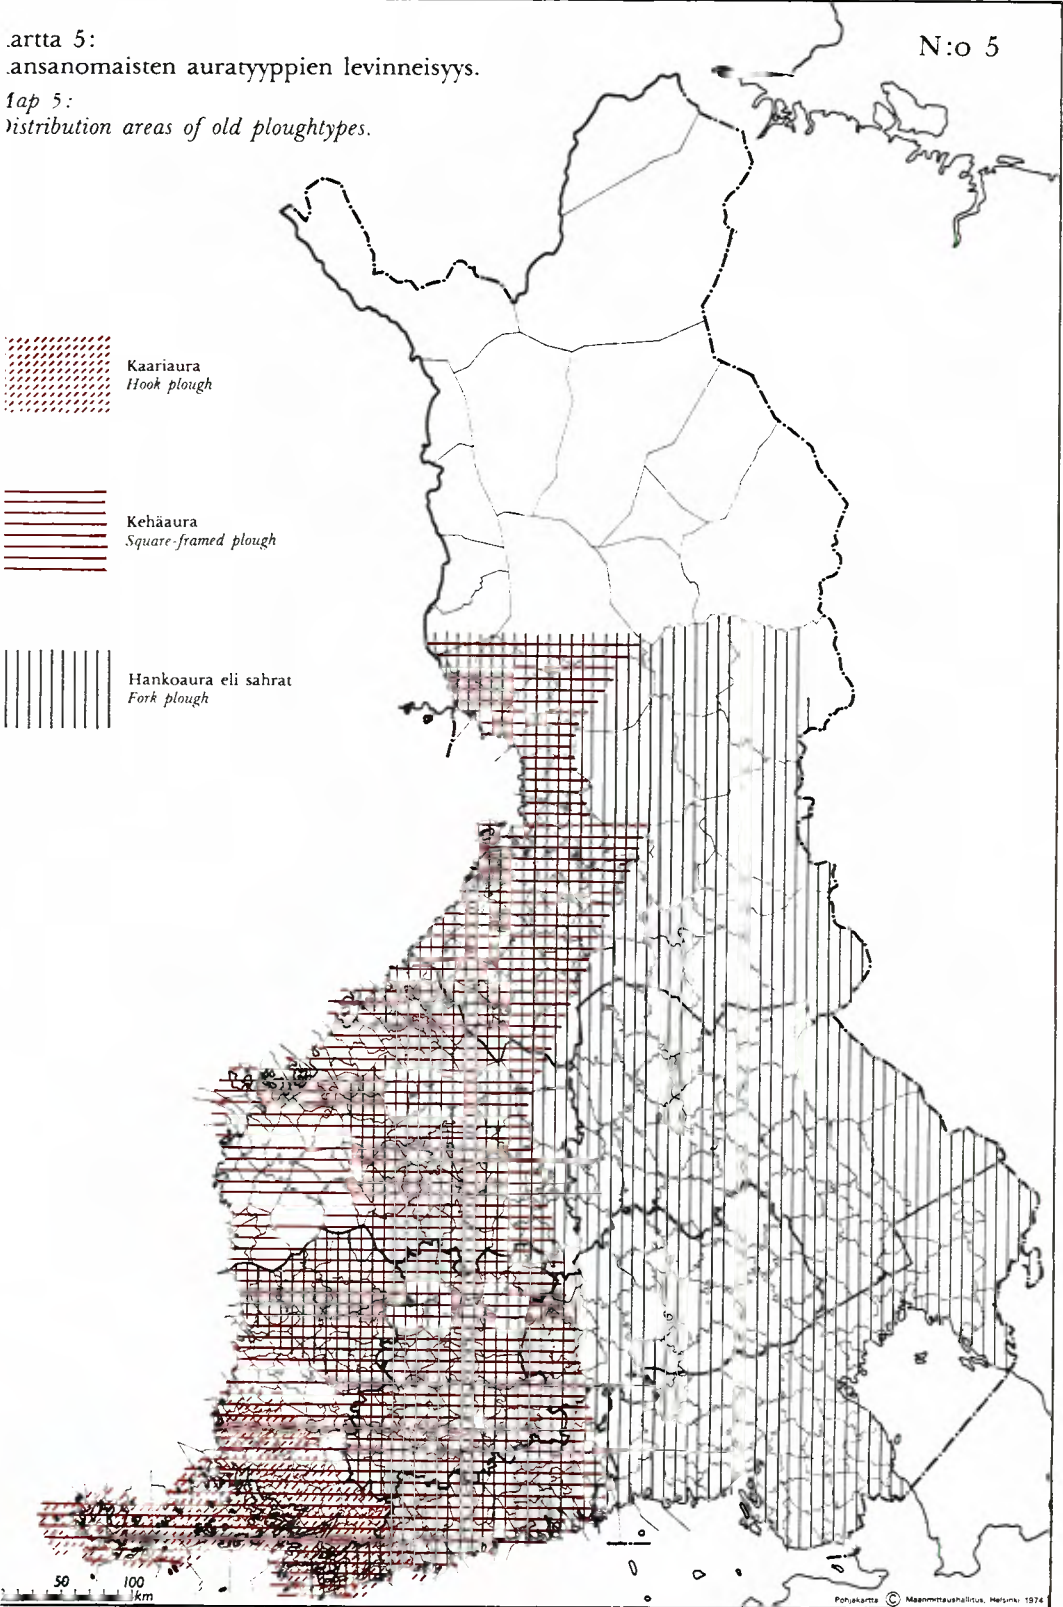 .artta 5:
.ansanomaisten auratyyppien levinneisyys.
1ap 5:
)istribution areas of old ploughtypes.
N:o 5
Kaariaura
Hook plough
Kehäaura
Square-framed plough
Hankoaura eli sahrat
Fork plough
50 100
km
Pohjakartta © Maanmittaushallitus, Helsinki 1974